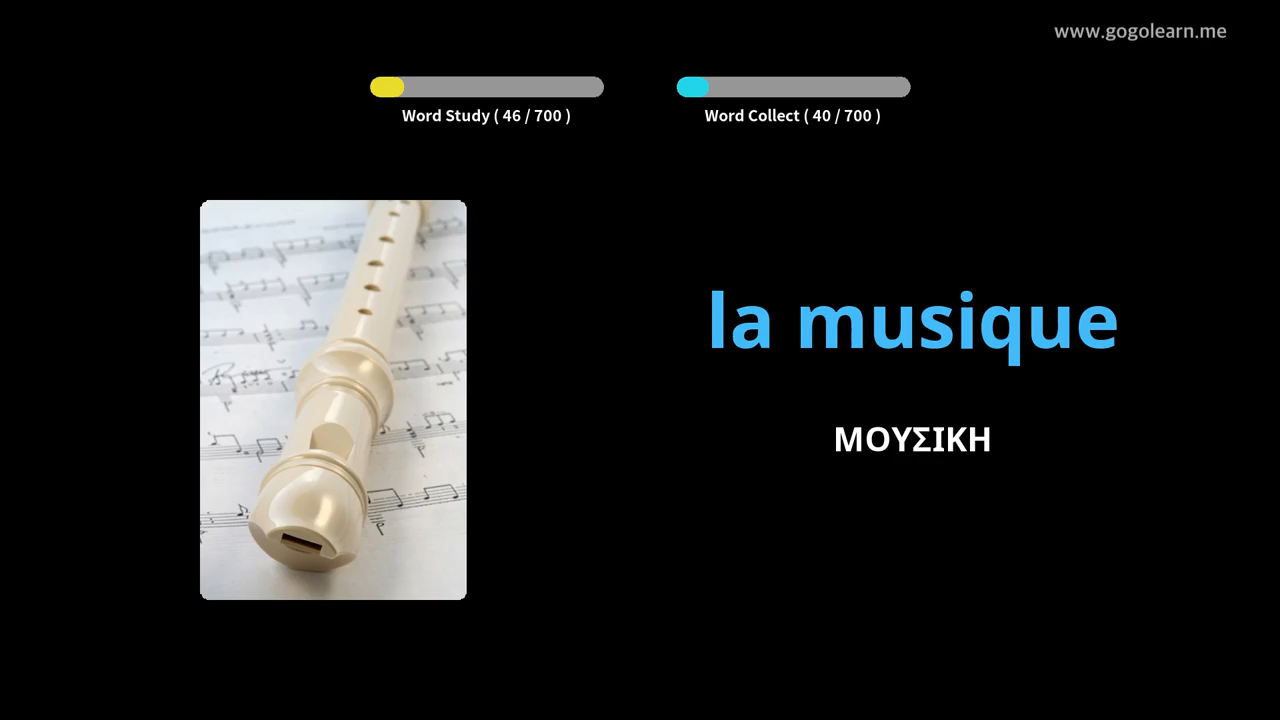 www.gogolearn.me
Word Study ( 46 / 700 )
Word Collect ( 40 / 700 )
la musique
ΜΟΥΣΙΚΗ